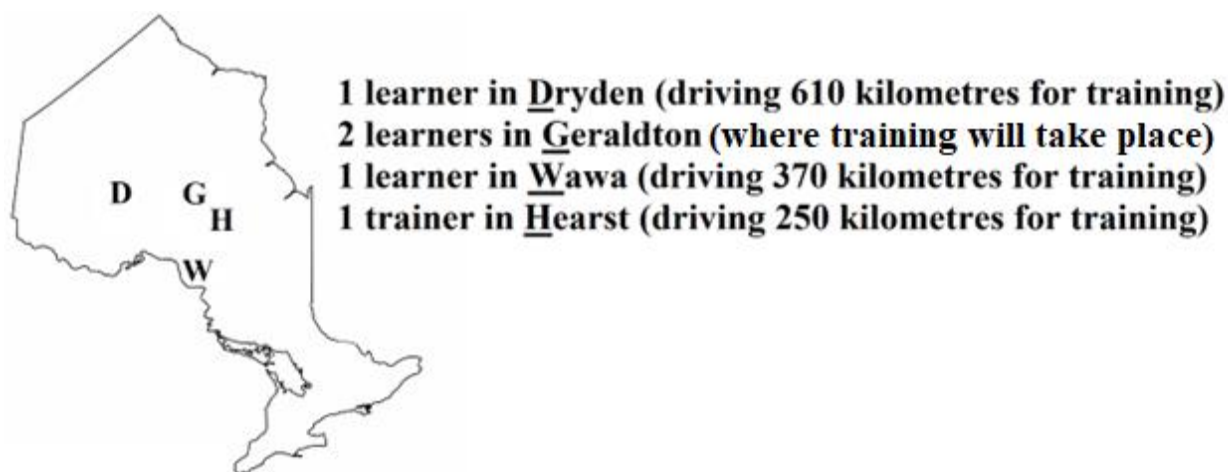 1 learner in Dryden (driving 610 kilometres for training)
2 learners in Geraldton (where training will take place)
1 learner in Wawa (driving 370 kilometres for training)
1 trainer in Hearst (driving 250 kilometres for training)
D G
H
W